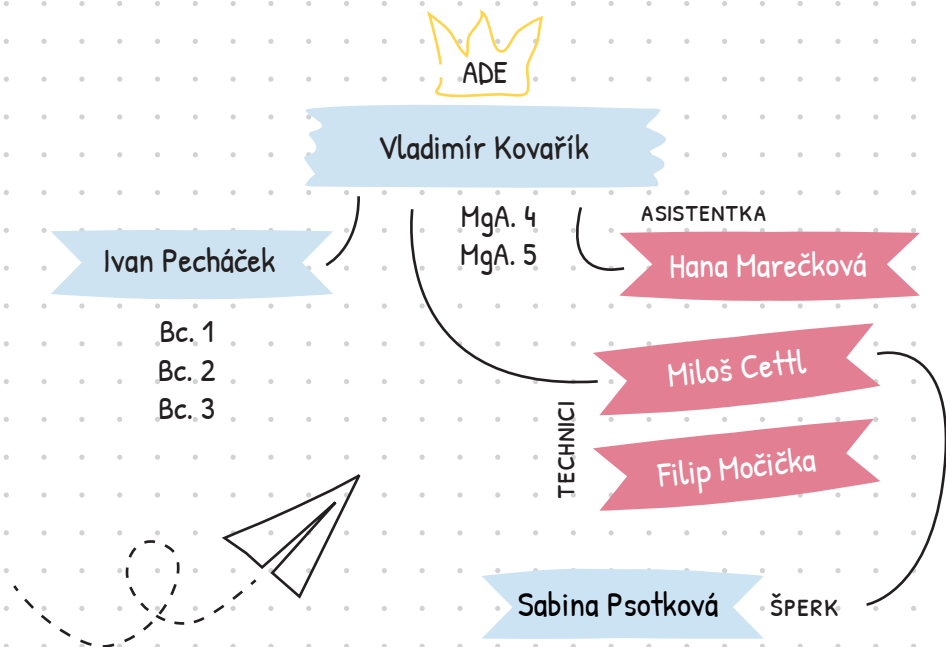 ADE
Vladimír Kovařík
MgA. 4
MgA. 5
Ivan Pecháček
Bc. 1
Bc. 2
Bc. 3
ASISTENTKA
Hana Marečková
TECHNICI
Miloš Cettl
Filip Močička
Sabina Psotková
ŠPERK